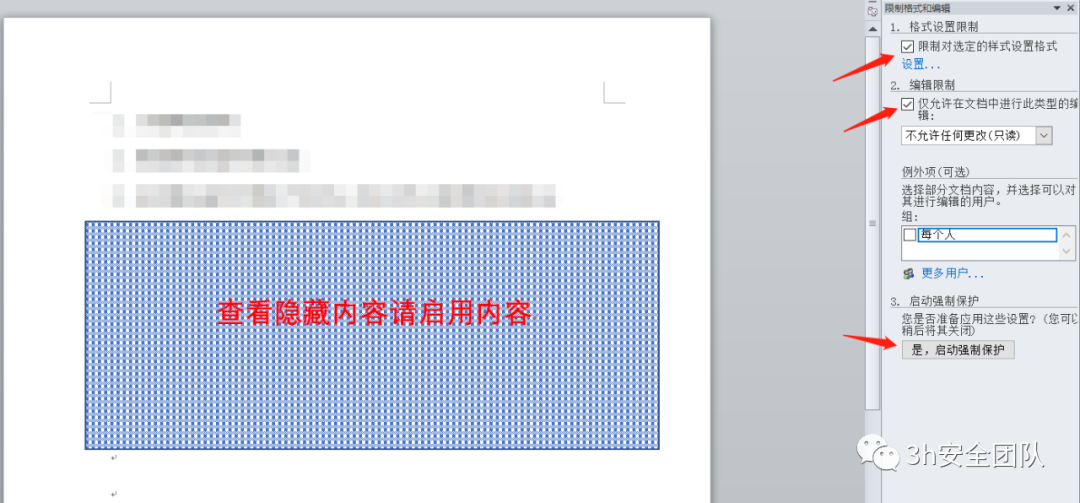 限制格式和编辑
1. 格式设置限制
限制对选定的样式设置格式
设置...
2. 编辑限制
仅允许在文档中进行此类型的编
辑:
不允许任何更改(只读)
例外项(可选)
选择部分文档内容，并选择可以对
其进行编辑的用户。
组:
每个人
更多用户...
3. 启动强制保护
您是否准备应用这些设置?(您可以
稍后将其关闭)
是，启动强制保护
查看隐藏内容请启用内容
3h安全团队